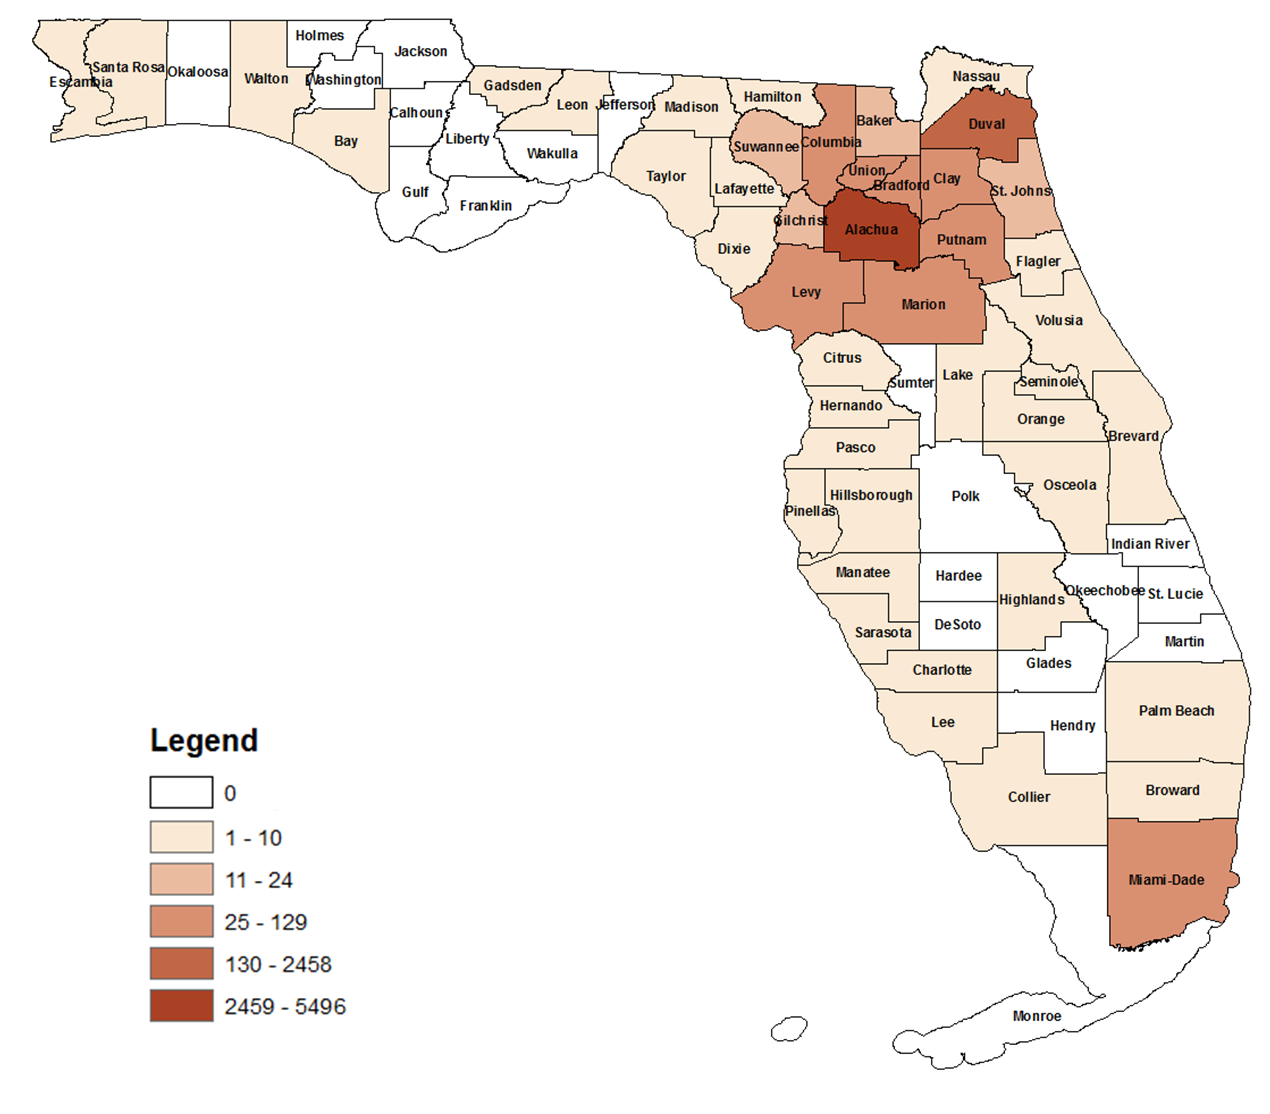 Holmes
Jackson
Escambia
Santa Rosa
Okaloosa
Walton
Washington
Calhoun
Bay
Gulf
Liberty
Franklin
Gadsden
Leon
Jefferson
Wakulla
Madison
Hamilton
Taylor
Lafayette
Suwannee
Columbia
Baker
Nassau
Duval
Union
Bradford
Clay
St. Johns
Gilchrist
Alachua
Putnam
Dixie
Flagler
Levy
Marion
Volusia
Citrus
Sumter
Lake
Seminole
Hernando
Orange
Brevard
Pasco
Pinellas
Hillsborough
Polk
Osceola
Indian River
Manatee
Hardee
Highlands
Okeechobee
St. Lucie
Sarasota
DeSoto
Martin
Charlotte
Glades
Lee
Hendry
Palm Beach
Collier
Broward
Miami-Dade
Monroe
Legend
0
1 - 10
11 - 24
25 - 129
130 - 2458
2459 - 5496